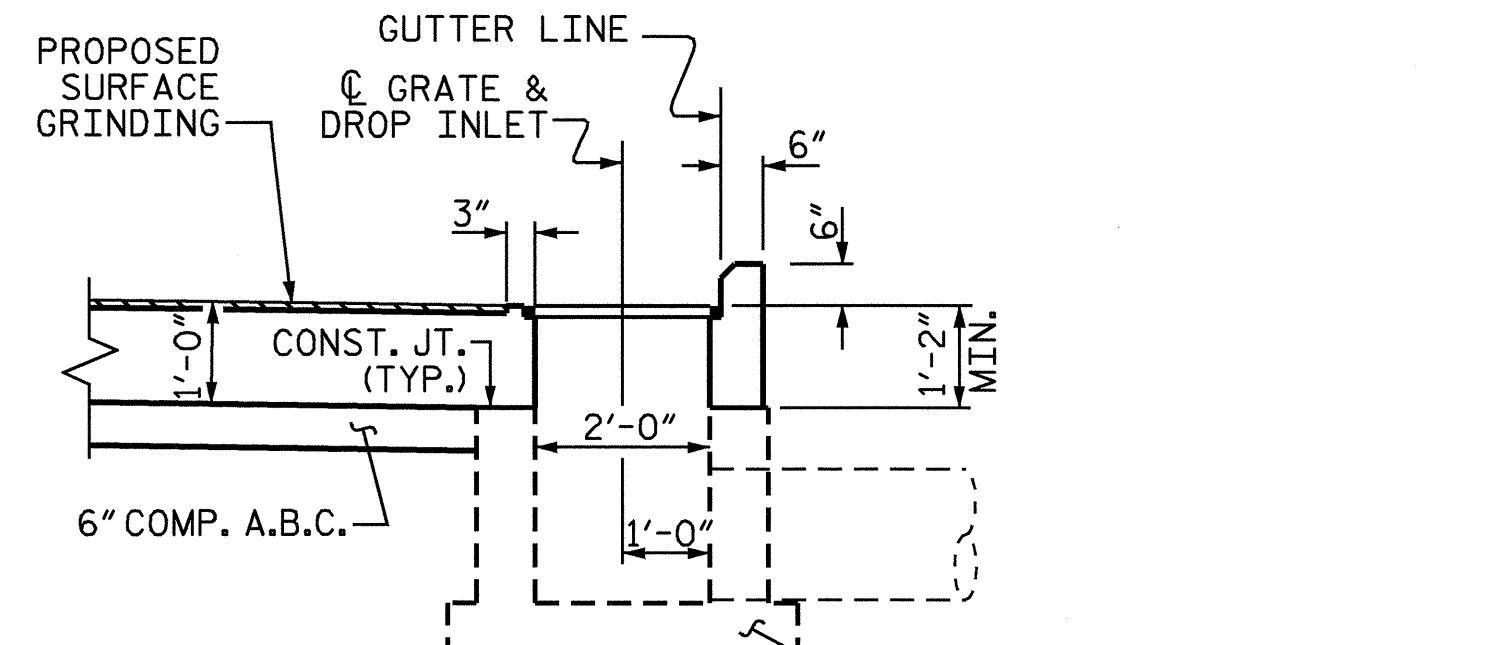 GUTTER LINE
PROPOSED
SURFACE
GRINDING
℄ GRATE &
DROP INLET
6"
3"
6"
1'-0"
CONST. JT.
(TYP.)
1'-2"
MIN.
2'-0"
6" COMP. A.B.C.
1'-0"